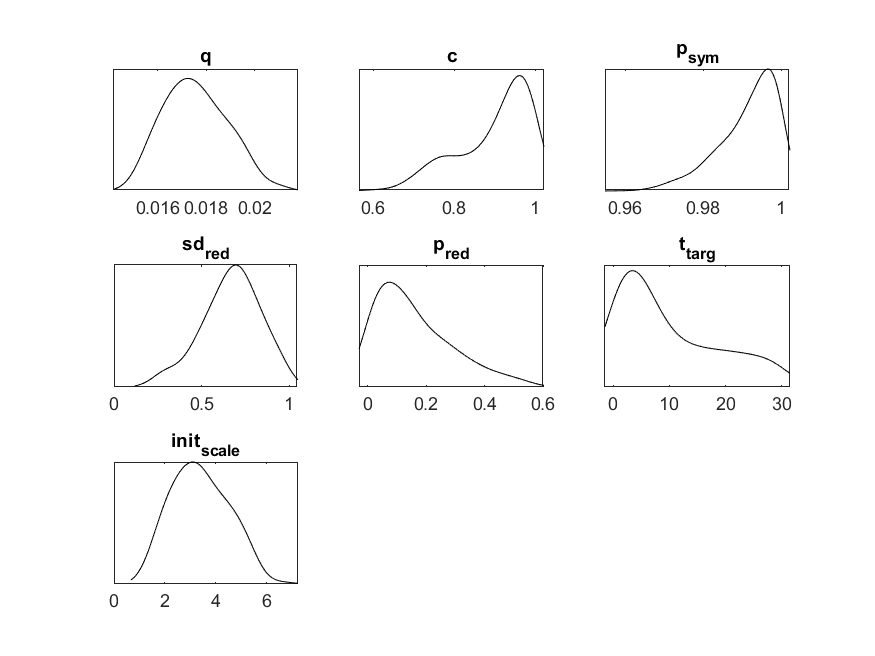 q c p_sym
0.016 0.018 0.02 0.6 0.8 1 0.96 0.98 1
sd_red p_red t_targ
0 0.5 1 0 0.2 0.4 0.6 0 10 20 30
init_scale
0 2 4 6